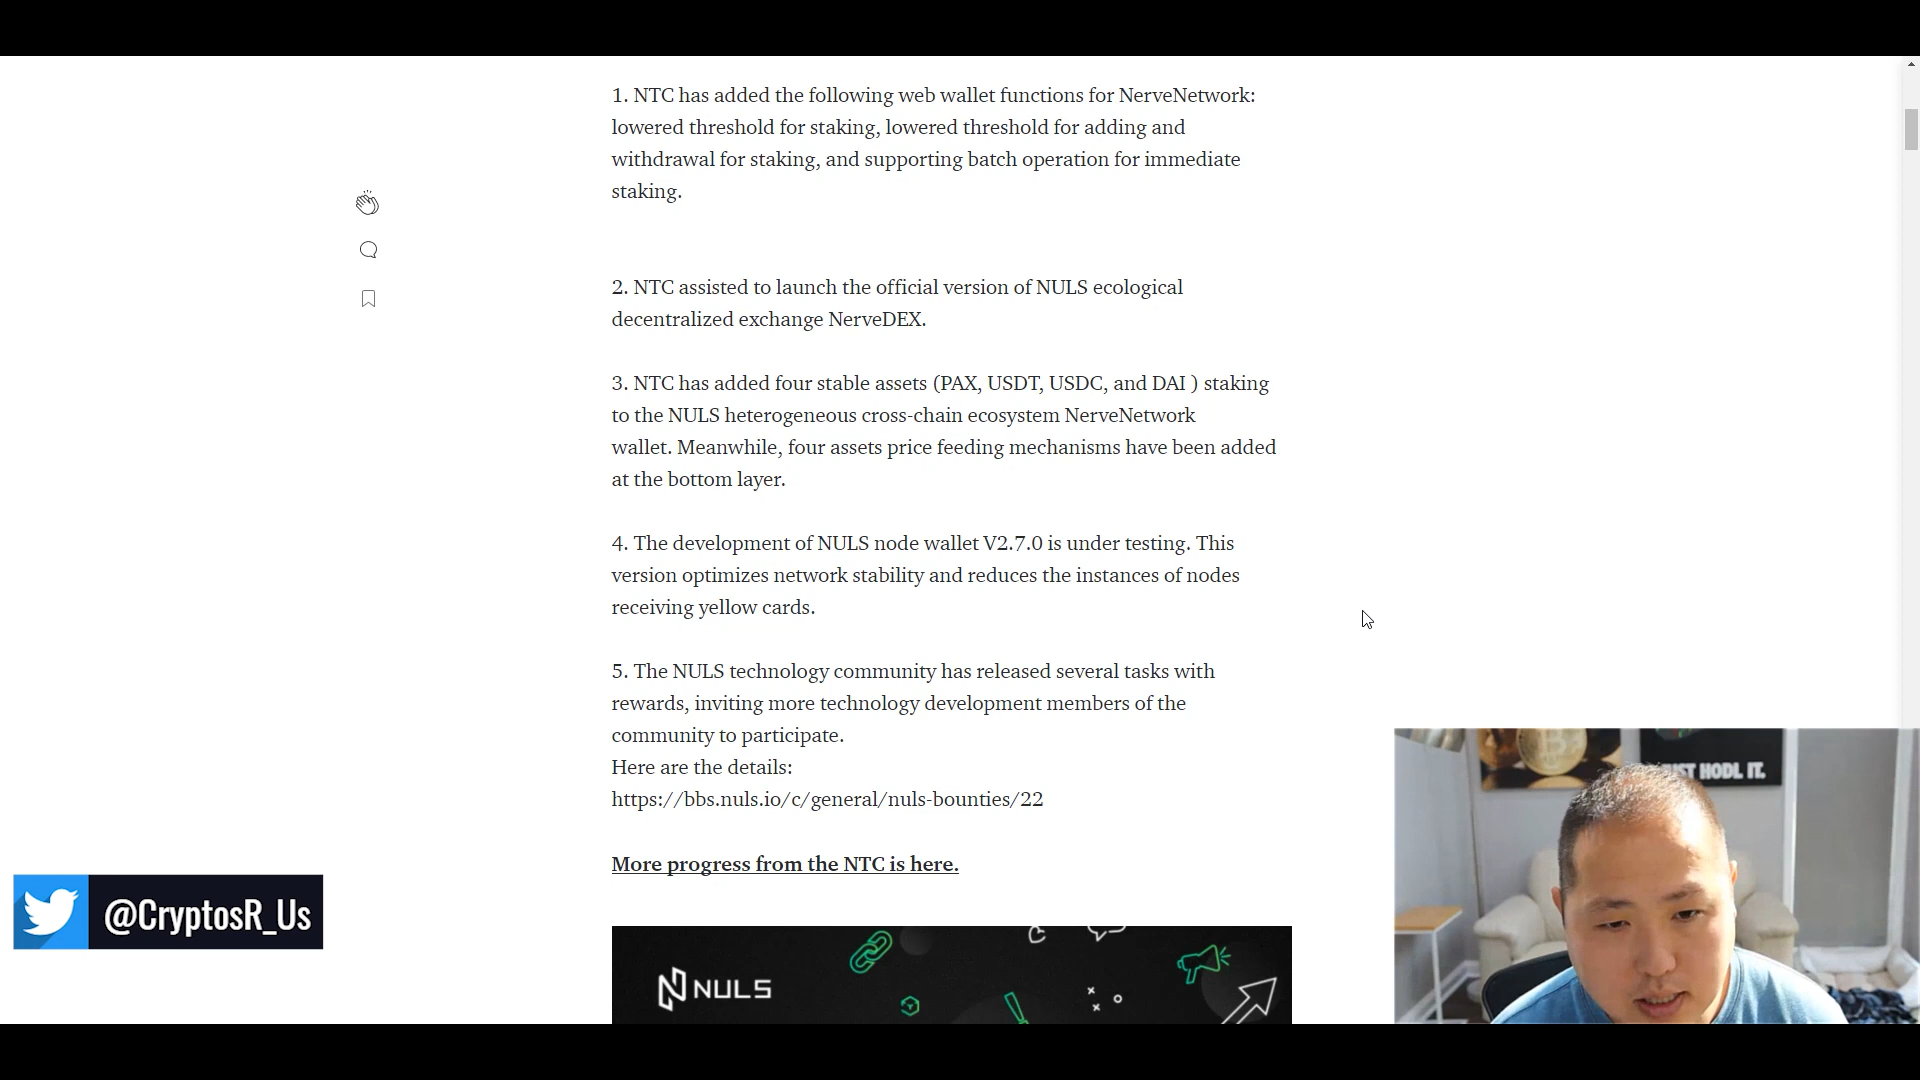 1. NTC has added the following web wallet functions for NerveNetwork:
lowered threshold for staking, lowered threshold for adding and
withdrawal for staking, and supporting batch operation for immediate
staking.
2. NTC assisted to launch the official version of NULS ecological
decentralized exchange NerveDEX.
3. NTC has added four stable assets (PAX, USDT, USDC, and DAI ) staking
to the NULS heterogeneous cross-chain ecosystem NerveNetwork
wallet. Meanwhile, four assets price feeding mechanisms have been added
at the bottom layer.
4. The development of NULS node wallet V2.7.0 is under testing. This
version optimizes network stability and reduces the instances of nodes
receiving yellow cards.
5. The NULS technology community has released several tasks with
rewards, inviting more technology development members of the
community to participate.
Here are the details:
https://bbs.nuls.io/c/general/nuls-bounties/22
More progress from the NTC is here.
NULS
@CryptosR_Us
HODL IT.